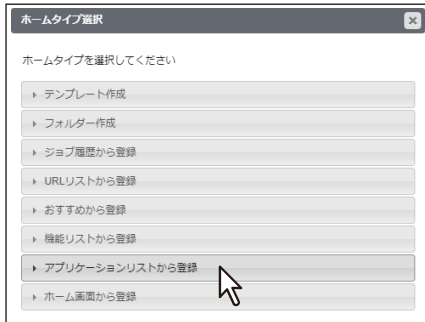 ホームタイプ選択
ホームタイプを選択してください
テンプレート作成
フォルダー作成
ジョブ履歴から登録
URLリストから登録
おすすめから登録
機能リストから登録
アプリケーションリストから登録
ホーム画面から登録